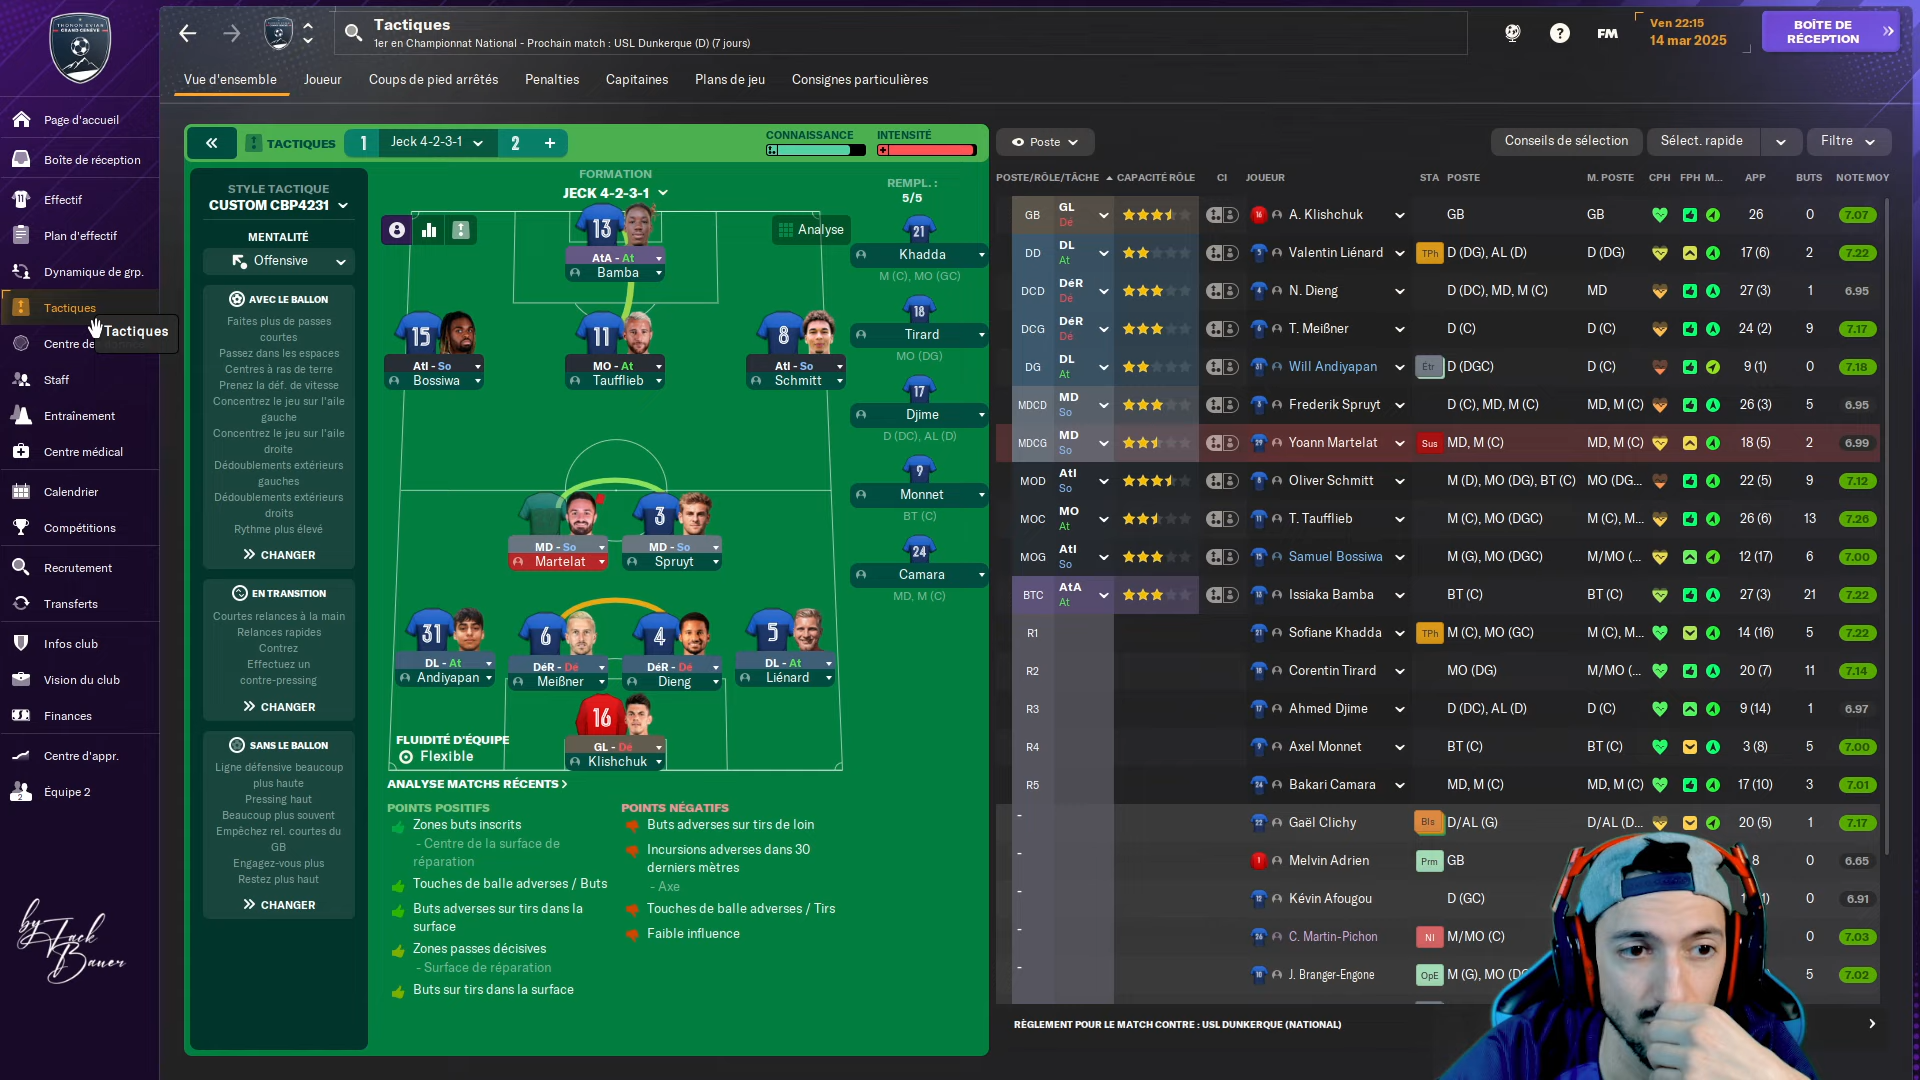 THONON EVIAN
GRAND GENÈVE
Tactiques
1er en Championnat National - Prochain match : USL Dunkerque (D) (7 jours)
FM
Ven 22:15
14 mar 2025
BOÎTE DE
RÉCEPTION
Vue d'ensemble
Joueur
Coups de pied arrêtés
Penalties
Capitaines
Plans de jeu
Consignes particulières
Page d'accueil
Boîte de réception
Effectif
Plan d'effectif
Dynamique de grp.
Tactiques
Tactiques
Centre de
Staff
Entraînement
Centre médical
Calendrier
Compétitions
Recrutement
Transferts
Infos club
Vision du club
Finances
Centre d'appr.
Équipe 2
by Jack
Bauer
TACTIQUES
1
Jeck 4-2-3-1
2
CONNAISSANCE
INTENSITÉ
STYLE TACTIQUE
CUSTOM CBP4231
MENTALITÉ
Offensive
AVEC LE BALLON
Faites plus de passes
courtes
Passez dans les espaces
Centres à ras de terre
Prenez la déf. de vitesse
Concentrez le jeu sur l'aile
gauche
Concentrez le jeu sur l'aile
droite
Dédoublements extérieurs
gauches
Dédoublements extérieurs
droits
Rythme plus élevé
CHANGER
EN TRANSITION
Courtes relances à la main
Relances rapides
Contrez
Effectuez un
contre-pressing
CHANGER
SANS LE BALLON
Ligne défensive beaucoup
plus haute
Pressing haut
Beaucoup plus souvent
Empêchez rel. courtes du
GB
Engagez-vous plus
Restez plus haut
CHANGER
FORMATION
JECK 4-2-3-1
Analyse
13
AtA - At
Bamba
15
AtI - So
Bossiwa
11
MO - At
Taufflieb
8
AtI - So
Schmitt
MD - So
Martelat
3
MD - So
Spruyt
31
DL - At
Andiyapan
6
DéR - Dé
Meißner
4
DéR - Dé
Dieng
5
DL - At
Liénard
16
GL - Dé
Klishchuk
FLUIDITÉ D'ÉQUIPE
Flexible
REMPL. :
5/5
21
Khadda
M (C), MO (GC)
18
Tirard
MO (DG)
17
Djime
D (DC), AL (D)
9
Monnet
BT (C)
24
Camara
MD, M (C)
ANALYSE MATCHS RÉCENTS
POINTS POSITIFS
Zones buts inscrits
- Centre de la surface de
réparation
Touches de balle adverses / Buts
Buts adverses sur tirs dans la
surface
Zones passes décisives
- Surface de réparation
Buts sur tirs dans la surface
POINTS NÉGATIFS
Buts adverses sur tirs de loin
Incursions adverses dans 30
derniers mètres
- Axe
Touches de balle adverses / Tirs
Faible influence
Poste
Conseils de sélection
Sélect. rapide
Filtre
POSTE/RÔLE/TÂCHE CAPACITÉ RÔLE CI JOUEUR STA POSTE M. POSTE CPH FPH M... APP BUTS NOTE MOY
GB GL Dé A. Klishchuk GB GB 26 0 7.07
DD DL At Valentin Liénard TPh D (DG), AL (D) D (DG) 17 (6) 2 7.22
DCD DéR Dé N. Dieng D (DC), MD, M (C) MD 27 (3) 1 6.95
DCG DéR Dé T. Meißner D (C) D (C) 24 (2) 9 7.17
DG DL At Will Andiyapan Etr D (DGC) D (C) 9 (1) 0 7.18
MDCD MD So Frederik Spruyt D (C), MD, M (C) MD, M (C) 26 (3) 5 6.95
MDCG MD So Yoann Martelat Sus MD, M (C) MD, M (C) 18 (5) 2 6.99
MOD AtI So Oliver Schmitt M (D), MO (DG), BT (C) MO (DG... 22 (5) 9 7.12
MOC MO At T. Taufflieb M (C), MO (DGC) M (C), M... 26 (6) 13 7.26
MOG AtI So Samuel Bossiwa M (G), MO (DGC) M/MO (... 12 (17) 6 7.00
BTC AtA At Issiaka Bamba BT (C) BT (C) 27 (3) 21 7.22
R1 Sofiane Khadda TPh M (C), MO (GC) M (C), M... 14 (16) 5 7.22
R2 Corentin Tirard MO (DG) M/MO (... 20 (7) 11 7.14
R3 Ahmed Djime D (DC), AL (D) D (C) 9 (14) 1 6.97
R4 Axel Monnet BT (C) BT (C) 3 (8) 5 7.00
R5 Bakari Camara MD, M (C) MD, M (C) 17 (10) 3 7.01
- Gaël Clichy Bls D/AL (G) D/AL (D... 20 (5) 1 7.17
- Melvin Adrien Prm GB 8 0 6.65
- Kévin Afougou D (GC) 0 6.91
- C. Martin-Pichon NI M/MO (C) 0 7.03
- J. Branger-Engone OpE M (G), MO 5 7.02
RÈGLEMENT POUR LE MATCH CONTRE : USL DUNKERQUE (NATIONAL)